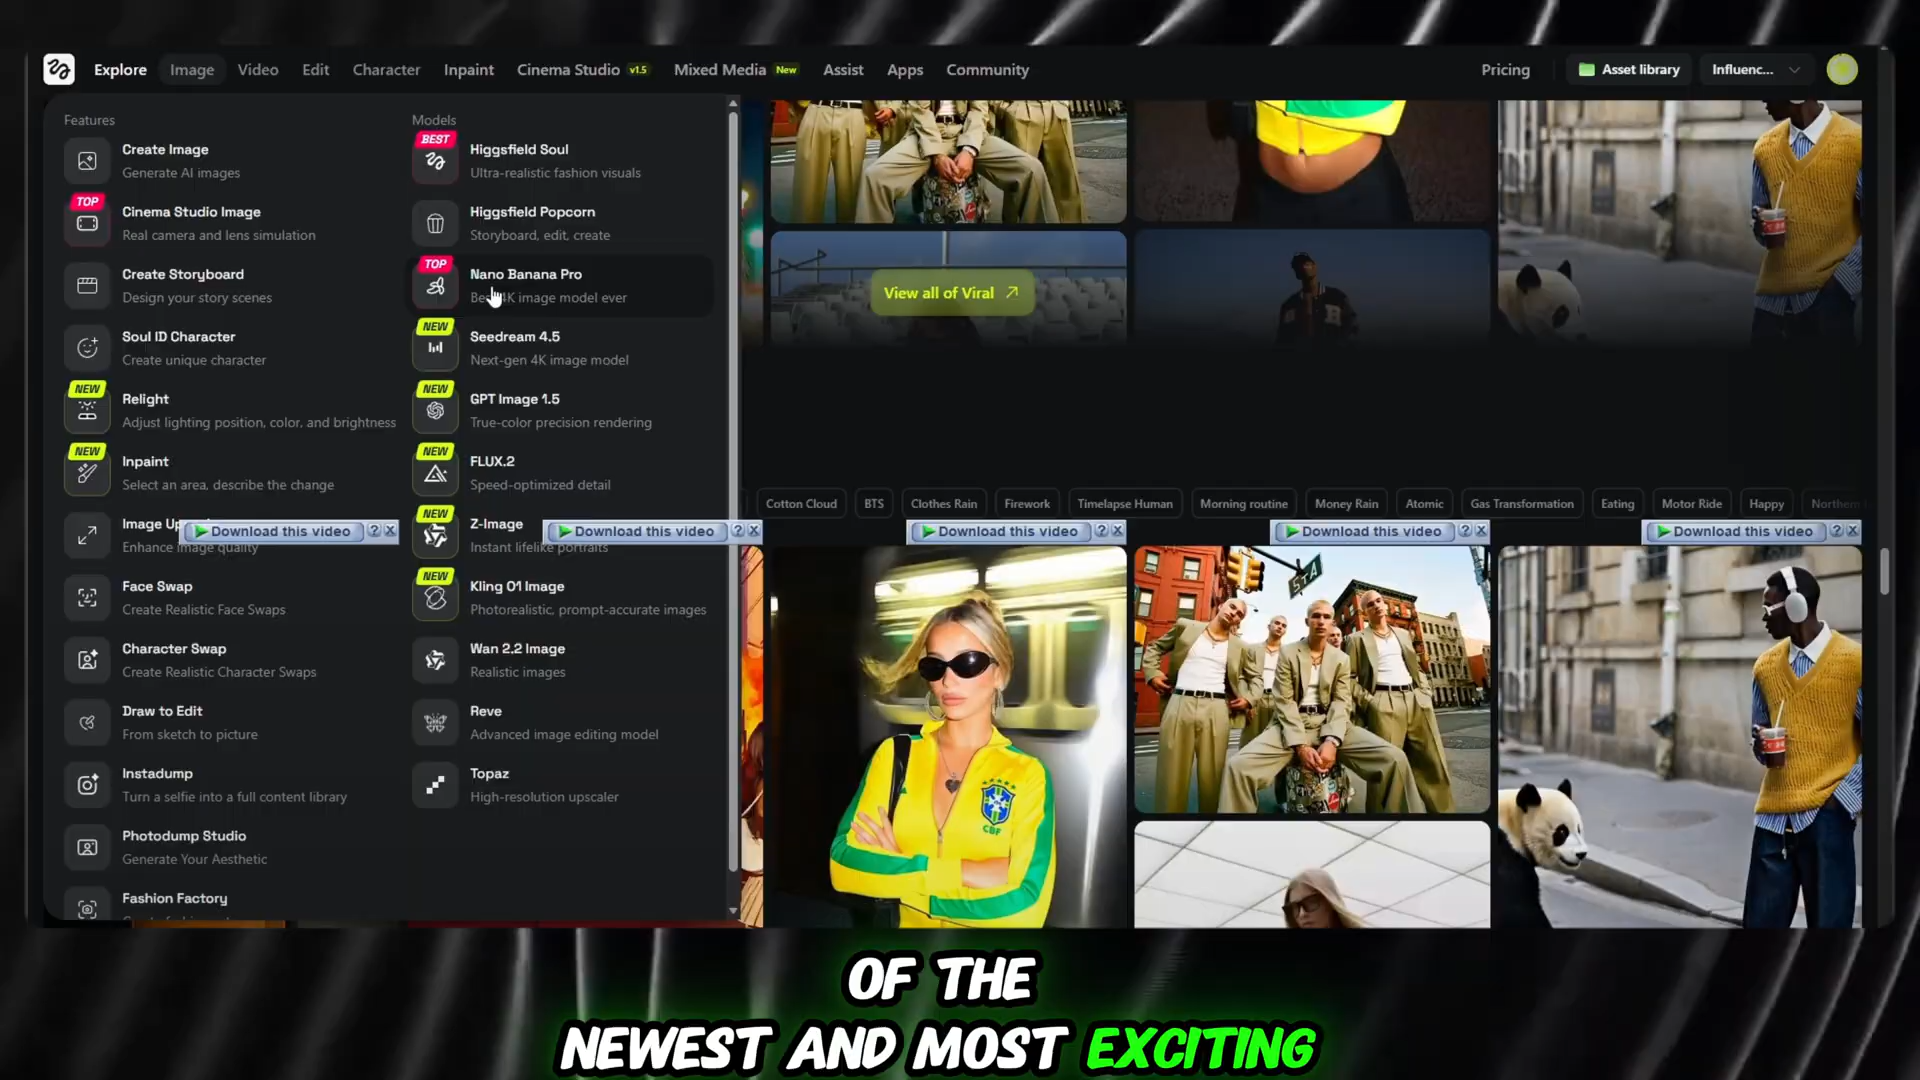 Explore Image Video Edit Character Inpaint Cinema Studio v1.5 Mixed Media New Assist Apps Community Pricing Asset library Influenc...
Features
Create Image
Generate AI images
TOP
Cinema Studio Image
Real camera and lens simulation
Create Storyboard
Design your story scenes
Soul ID Character
Create unique character
NEW
Relight
Adjust lighting position, color, and brightness
NEW
Inpaint
Select an area, describe the change
Image Up
Enhance image quality
Face Swap
Create Realistic Face Swaps
Character Swap
Create Realistic Character Swaps
Draw to Edit
From sketch to picture
Instadump
Turn a selfie into a full content library
Photodump Studio
Generate Your Aesthetic
Fashion Factory
Models
BEST
Higgsfield Soul
Ultra-realistic fashion visuals
Higgsfield Popcorn
Storyboard, edit, create
TOP
Nano Banana Pro
4K image model ever
NEW
Seedream 4.5
Next-gen 4K image model
NEW
GPT Image 1.5
True-color precision rendering
NEW
FLUX.2
Speed-optimized detail
NEW
Z-Image
Instant lifelike portraits
NEW
Kling O1 Image
Photorealistic, prompt-accurate images
Wan 2.2 Image
Realistic images
Reve
Advanced image editing model
Topaz
High-resolution upscaler
View all of Viral
Cotton Cloud BTS Clothes Rain Firework Timelapse Human Morning routine Money Rain Atomic Gas Transformation Eating Motor Ride Happy Northern
Download this video ? X Download this video ? X Download this video ? X Download this video ? X Download this video ? X
CBF
STA
OF THE
NEWEST AND MOST EXCITING